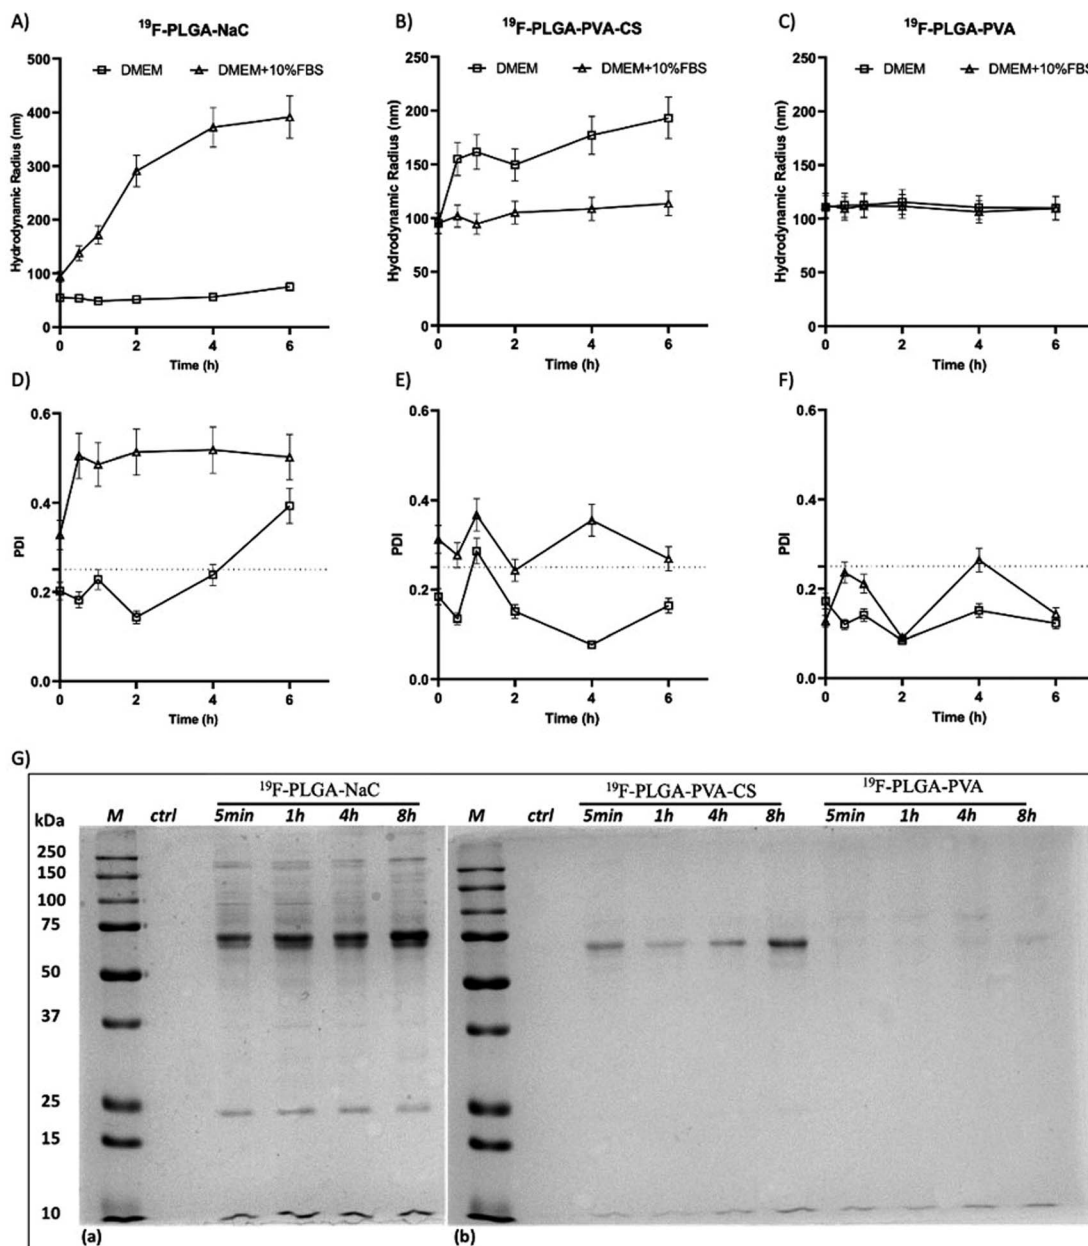 A)
¹⁹F-PLGA-NaC
DMEM
DMEM+10%FBS
Hydrodynamic Radius (nm)
500
400
300
200
100
0
0 2 4 6
Time (h)
B)
¹⁹F-PLGA-PVA-CS
DMEM
DMEM+10%FBS
Hydrodynamic Radius (nm)
250
200
150
100
50
0
0 2 4 6
Time (h)
C)
¹⁹F-PLGA-PVA
DMEM
DMEM+10%FBS
Hydrodynamic Radius (nm)
250
200
150
100
50
0
0 2 4 6
Time (h)
D)
PDI
0.6
0.4
0.2
0.0
0 2 4 6
Time (h)
E)
PDI
0.6
0.4
0.2
0.0
0 2 4 6
Time (h)
F)
PDI
0.6
0.4
0.2
0.0
0 2 4 6
Time (h)
G)
¹⁹F-PLGA-NaC
¹⁹F-PLGA-PVA-CS
¹⁹F-PLGA-PVA
kDa M ctrl 5min 1h 4h 8h M ctrl 5min 1h 4h 8h 5min 1h 4h 8h
250
150
100
75
50
37
25
15
10
(a)
(b)